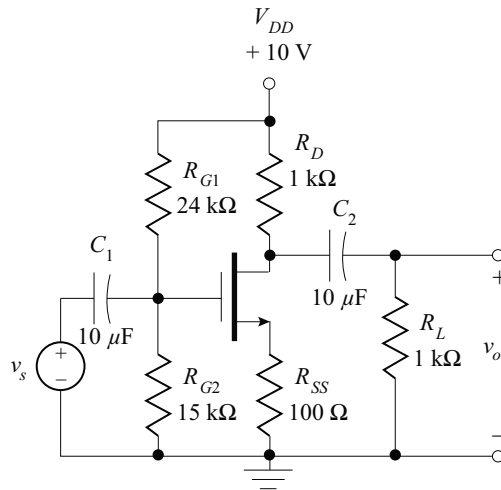 V_DD
+ 10 V
R_G1
24 kΩ
R_D
1 kΩ
C_1
10 µF
C_2
10 µF
v_s
+
−
R_G2
15 kΩ
R_SS
100 Ω
R_L
1 kΩ
+
v_o
−